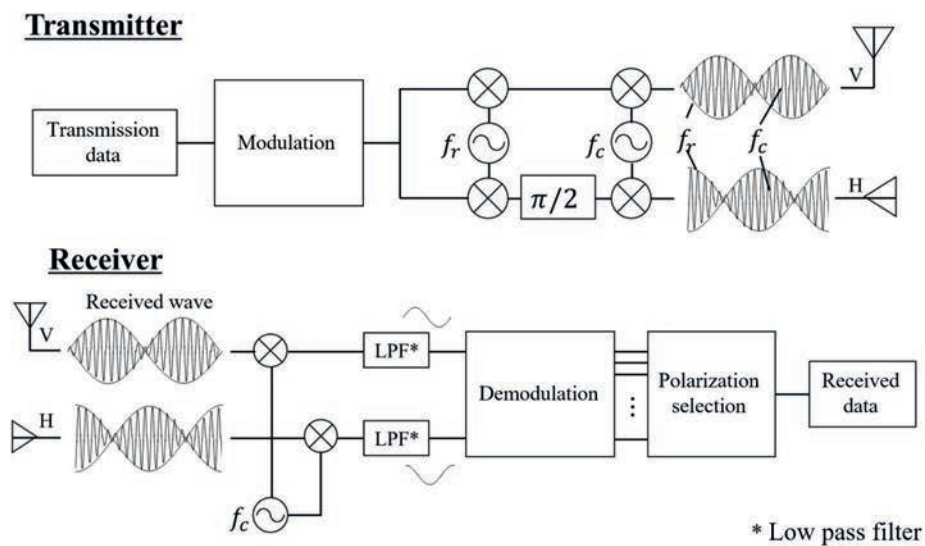 Transmitter
Transmission
data
Modulation
f_r
π/2
f_c
f_r
f_c
V
H
Receiver
Received wave
V
H
f_c
LPF*
LPF*
Demodulation
⋮
Polarization
selection
Received
data
* Low pass filter